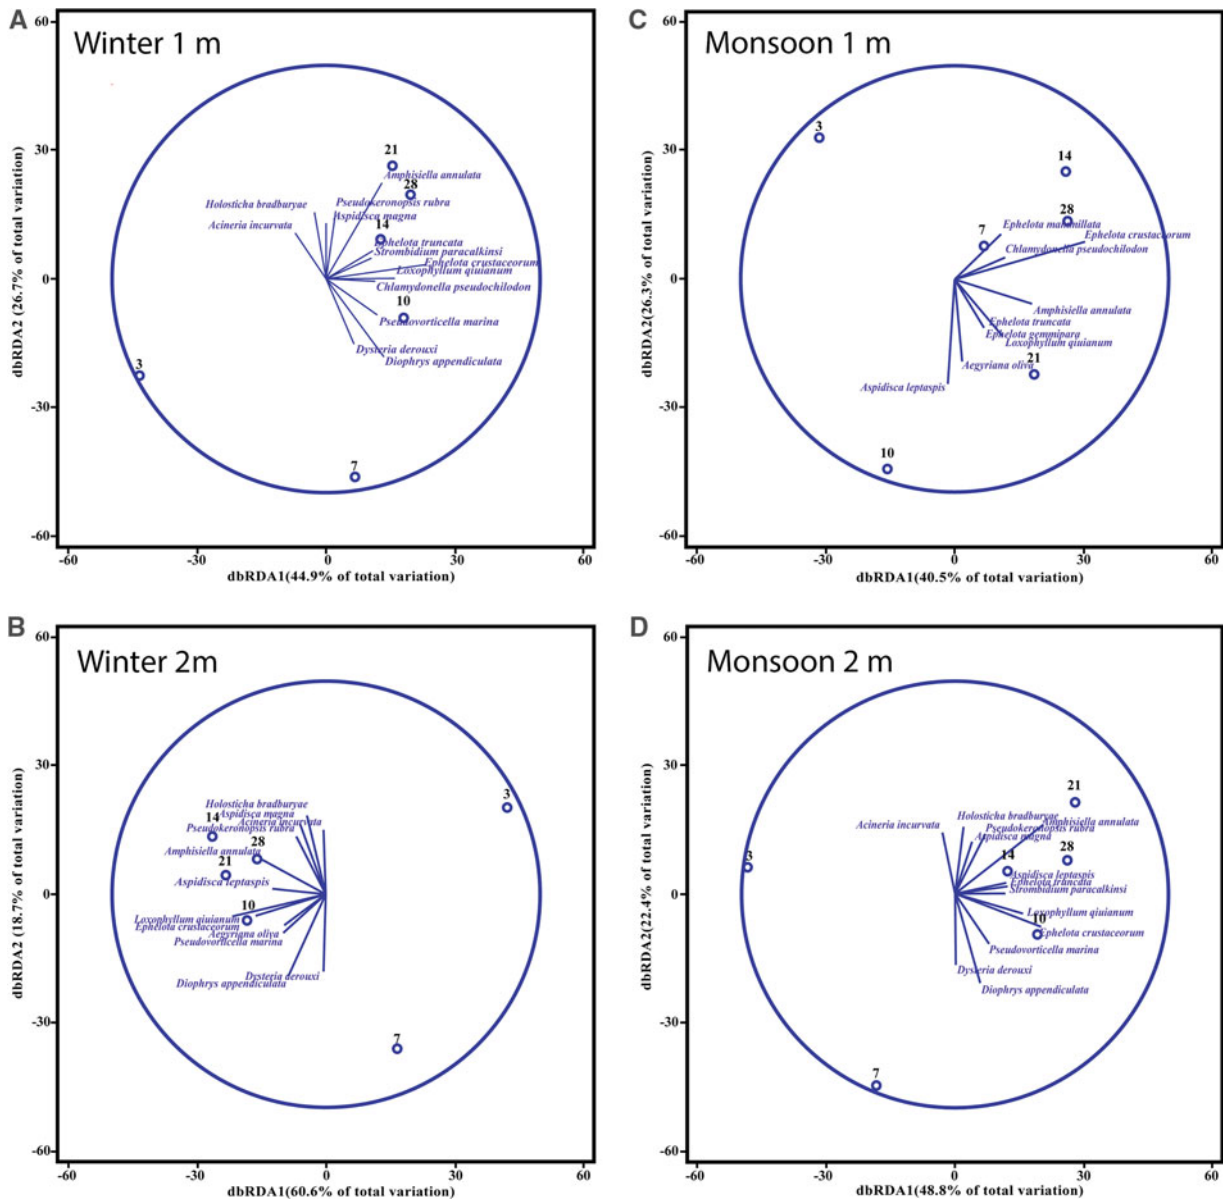 A
Winter 1 m
60
30
0
-30
-60
dbRDA2 (26.7% of total variation)
21
Amphisiella annulata
28
Holosticha bradburyae
Pseudokeronopsis rubra
Aspidisca magna
Acineria incurvata
14
Ephelota truncata
Strombidium paracalkinsi
Ephelota crustaceorum
Loxophyllum qiuianum
Chlamydonella pseudochilodon
10
Pseudovorticella marina
Dysteria derouxi
Diophrys appendiculata
3
7
-60
-30
0
30
60
dbRDA1(44.9% of total variation)
C
Monsoon 1 m
60
30
0
-30
-60
dbRDA2(26.3% of total variation)
3
14
28
Ephelota mammillata
7
Ephelota crustaceorum
Chlamydonella pseudochilodon
Amphisiella annulata
Ephelota truncata
Ephelota gemmipara
Loxophyllum qiuianum
21
Aegyriana oliva
Aspidisca leptaspis
10
-60
-30
0
30
60
dbRDA1(40.5% of total variation)
B
Winter 2m
60
30
0
-30
-60
dbRDA2 (18.7% of total variation)
3
Holosticha bradburyae
Aspidisca magna
14
Acineria incurvata
Pseudokeronopsis rubra
28
Amphisiella annulata
21
Aspidisca leptaspis
10
Loxophyllum qiuianum
Ephelota crustaceorum
Aegyriana oliva
Pseudovorticella marina
Dysteria derouxi
Diophrys appendiculata
7
-60
-30
0
30
60
dbRDA1(60.6% of total variation)
D
Monsoon 2 m
60
30
0
-30
-60
dbRDA2(22.4% of total variation)
21
Holosticha bradburyae
Acineria incurvata
Amphisiella annulata
Pseudokeronopsis rubra
Aspidisca magna
28
14
3
Aspidisca leptaspis
Ephelota truncata
Strombidium paracalkinsi
Loxophyllum qiuianum
10
Ephelota crustaceorum
Pseudovorticella marina
Dysteria derouxi
Diophrys appendiculata
7
-60
-30
0
30
60
dbRDA1(48.8% of total variation)